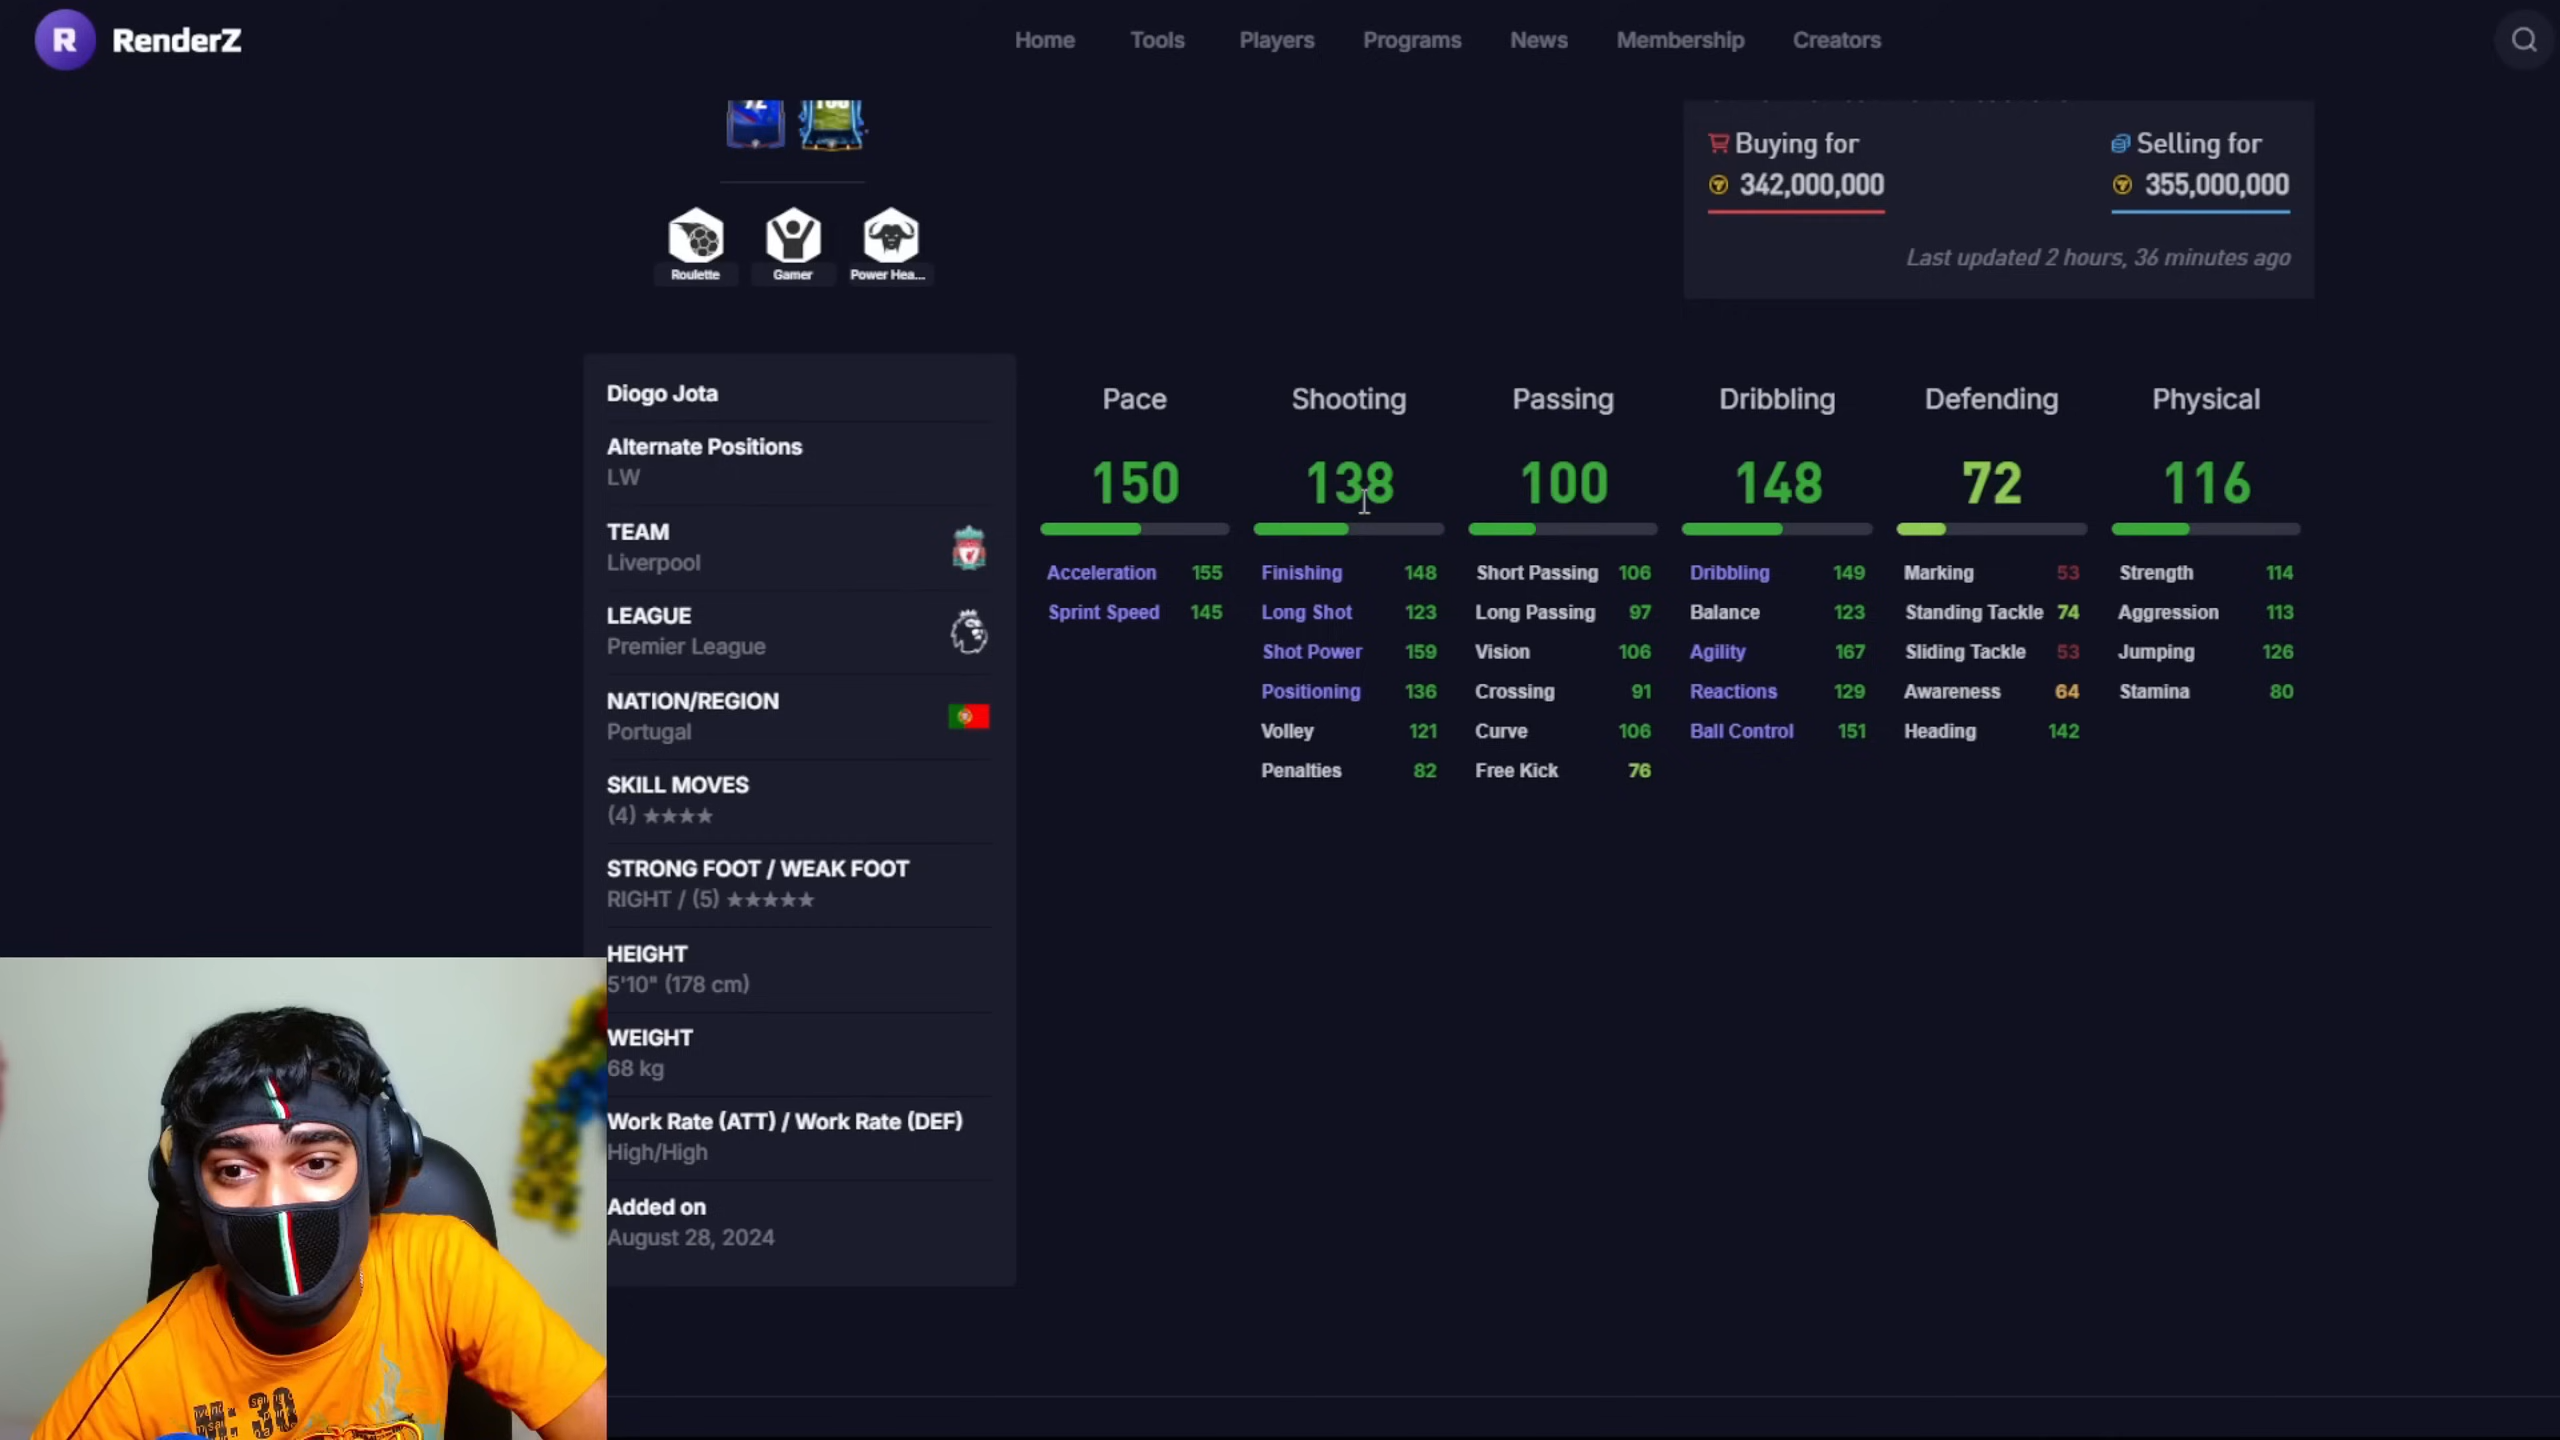 R RenderZ
Home Tools Players Programs News Membership Creators
Buying for Selling for
342,000,000 355,000,000
Last updated 2 hours, 36 minutes ago
Roulette Gamer Power Hea...
Diogo Jota
Alternate Positions
LW
TEAM
Liverpool
LEAGUE
Premier League
NATION/REGION
Portugal
SKILL MOVES
(4) ★★★★
STRONG FOOT / WEAK FOOT
RIGHT / (5) ★★★★★
HEIGHT
5'10" (178 cm)
WEIGHT
68 kg
Work Rate (ATT) / Work Rate (DEF)
High/High
Added on
August 28, 2024
Pace
150
Acceleration 155
Sprint Speed 145
Shooting
138
Finishing 148
Long Shot 123
Shot Power 159
Positioning 136
Volley 121
Penalties 82
Passing
100
Short Passing 106
Long Passing 97
Vision 106
Crossing 91
Curve 106
Free Kick 76
Dribbling
148
Dribbling 149
Balance 123
Agility 167
Reactions 129
Ball Control 151
Defending
72
Marking 53
Standing Tackle 74
Sliding Tackle 53
Awareness 64
Heading 142
Physical
116
Strength 114
Aggression 113
Jumping 126
Stamina 80